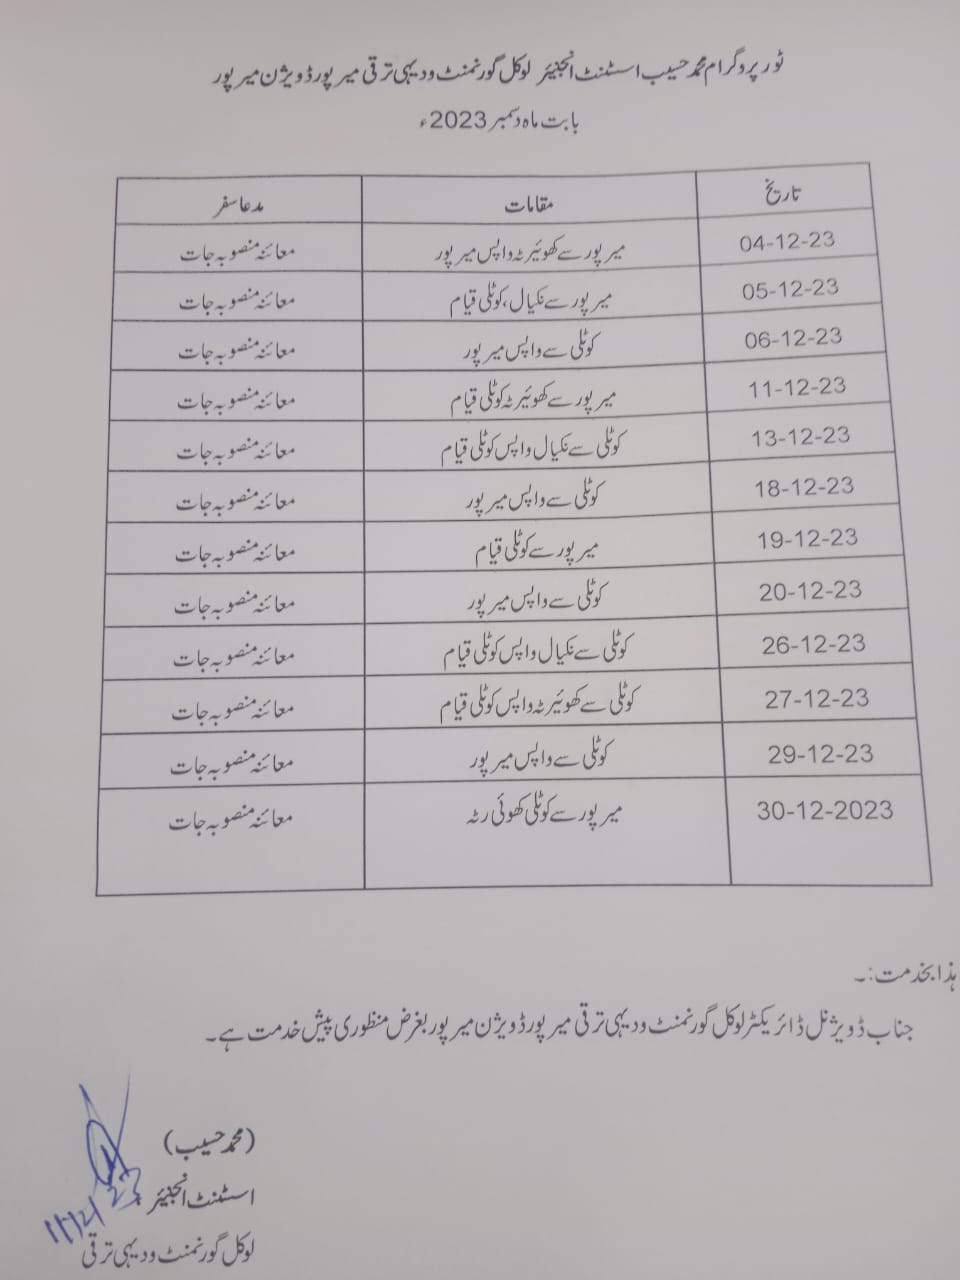 ٹور پروگرام محمد حسیب اسسٹنٹ انجنیئر لوکل گورنمنٹ ودیہی ترقی میرپور ڈویژن میرپور
بابت ماہ دسمبر 2023ء
تاریخ مقامات مدعا سفر
04-12-23 میرپور سے کھوئیرٹہ واپس میرپور معائنہ منصوبہ جات
05-12-23 میرپور سے نکیال، کوٹلی قیام معائنہ منصوبہ جات
06-12-23 کوٹلی سے واپس میرپور معائنہ منصوبہ جات
11-12-23 میرپور سے کھوئیرٹہ کوٹلی قیام معائنہ منصوبہ جات
13-12-23 کوٹلی سے نکیال واپس کوٹلی قیام معائنہ منصوبہ جات
18-12-23 کوٹلی سے واپس میرپور معائنہ منصوبہ جات
19-12-23 میرپور سے کوٹلی قیام معائنہ منصوبہ جات
20-12-23 کوٹلی سے واپس میرپور معائنہ منصوبہ جات
26-12-23 کوٹلی سے نکیال واپس کوٹلی قیام معائنہ منصوبہ جات
27-12-23 کوٹلی سے کھوئیرٹہ واپس کوٹلی قیام معائنہ منصوبہ جات
29-12-23 کوٹلی سے واپس میرپور معائنہ منصوبہ جات
30-12-2023 میرپور سے کوٹلی کھوئی رٹہ معائنہ منصوبہ جات
ہذا بخدمت:۔
جناب ڈویژنل ڈائریکٹر لوکل گورنمنٹ ودیہی ترقی میرپور ڈویژن میرپور بغرض منظوری پیش خدمت ہے۔
(محمد حسیب)
اسسٹنٹ انجنیئر
لوکل گورنمنٹ ودیہی ترقی